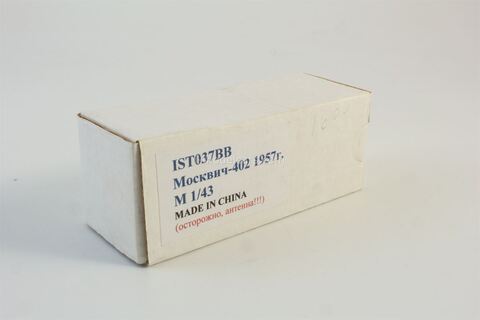 IST037BB
Москвич-402 1957г.
М 1/43
MADE IN CHINA
(осторожно, антенна!!!)